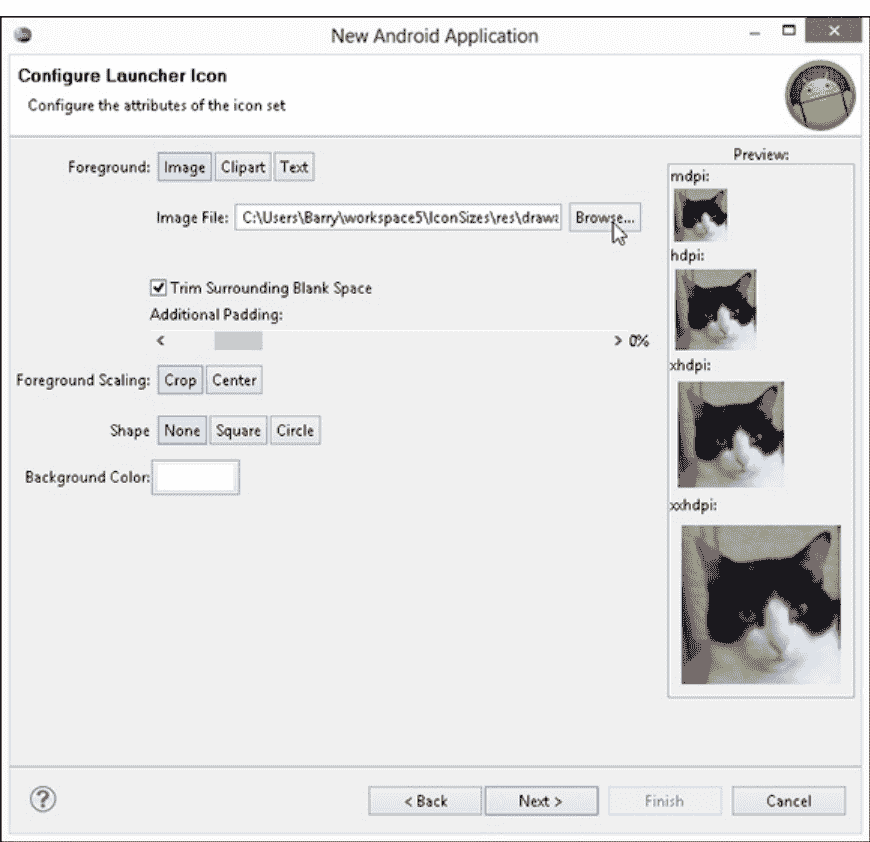 New Android Application
Configure Launcher Icon
Configure the attributes of the icon set
Foreground: Image Clipart Text
Image File: C:\Users\Barry\workspace5\IconSizes\res\drawa Browse...
Trim Surrounding Blank Space
Additional Padding:
< > 0%
Foreground Scaling: Crop Center
Shape None Square Circle
Background Color:
Preview:
mdpi:
hdpi:
xhdpi:
xxhdpi:
?
< Back Next > Finish Cancel